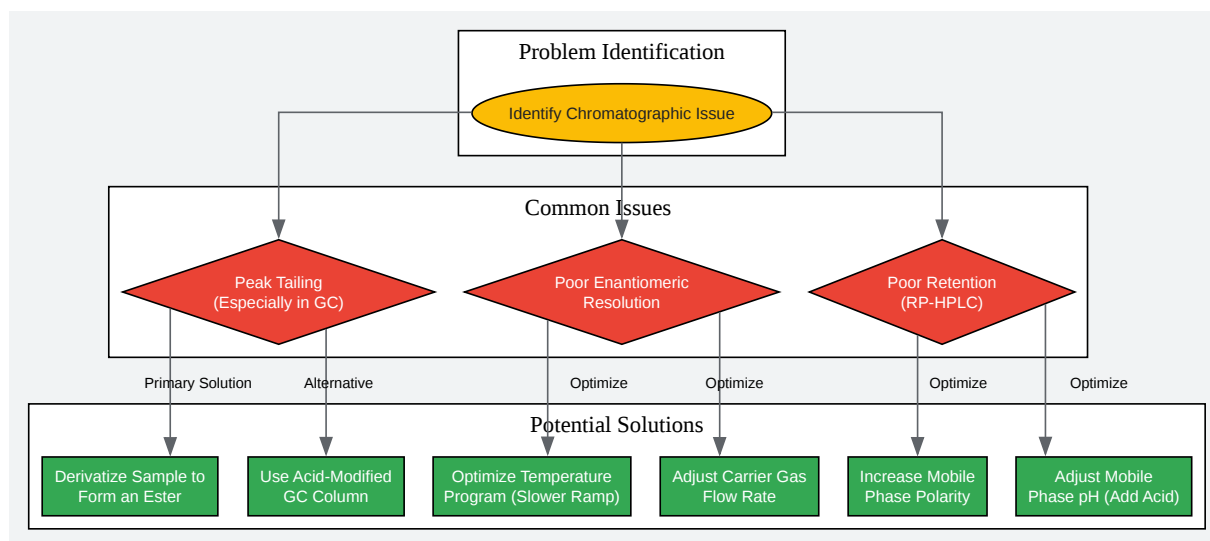 Problem Identification
Identify Chromatographic Issue
Common Issues
Peak Tailing
(Especially in GC)
Poor Enantiomeric
Resolution
Poor Retention
(RP-HPLC)
Primary Solution
Alternative
Optimize
Optimize
Optimize
Optimize
Potential Solutions
Derivatize Sample to
Form an Ester
Use Acid-Modified
GC Column
Optimize Temperature
Program (Slower Ramp)
Adjust Carrier Gas
Flow Rate
Increase Mobile
Phase Polarity
Adjust Mobile
Phase pH (Add Acid)